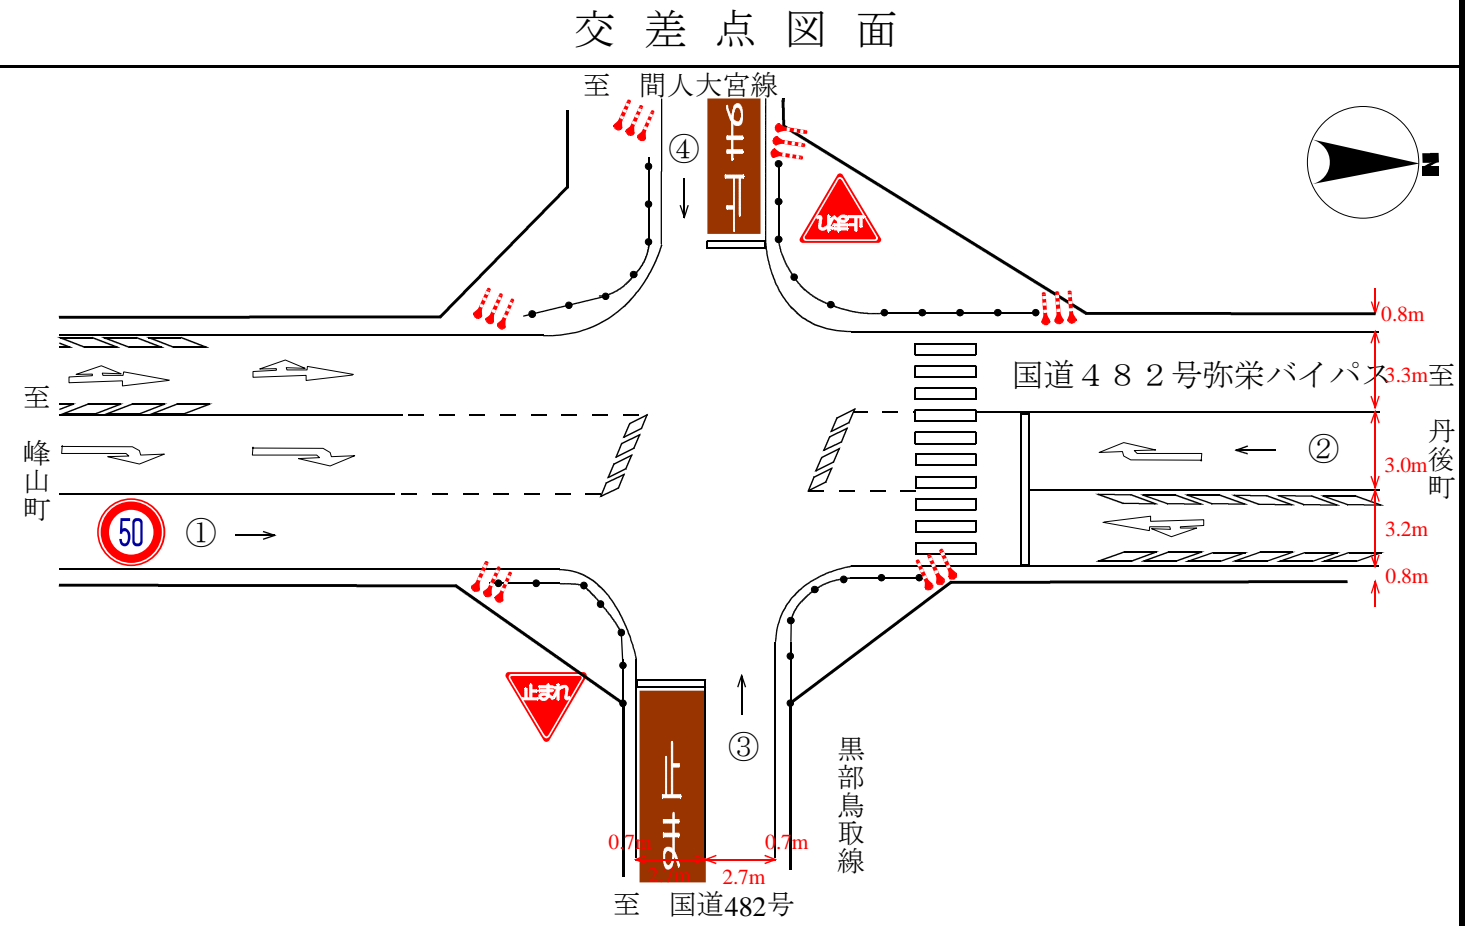 交差点図面
至　間人大宮線
④
止ま
N
止まれ
0.8m
国道４８２号弥栄バイパス
3.3m
至
丹後町
至
峰山町
②
3.0m
50
①
3.2m
0.8m
止まれ
③
止ま
黒部鳥取線
0.7m
0.7m
2.7m
2.7m
至　国道482号